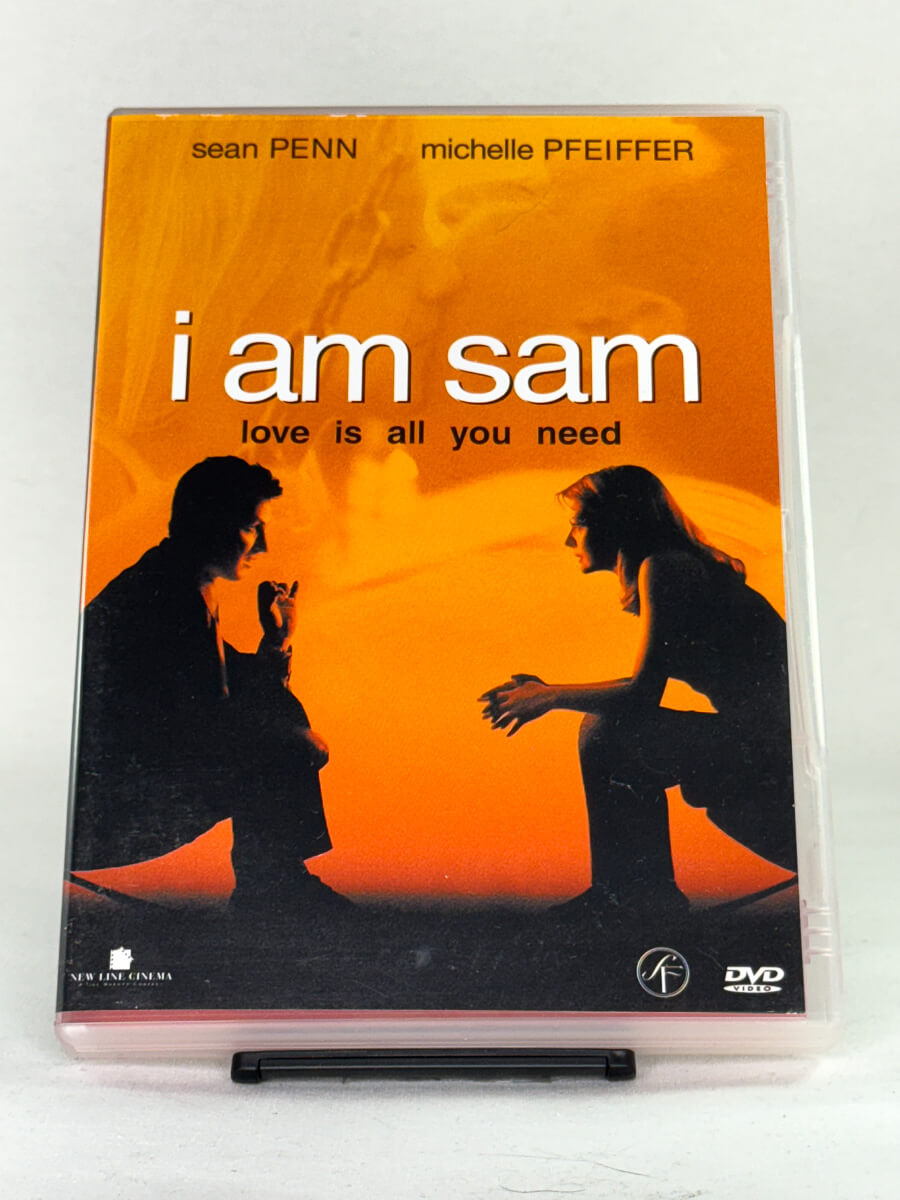 sean PENN michelle PFEIFFER
i am sam
love is all you need
NEW LINE CINEMA
SF
DVD
VIDEO